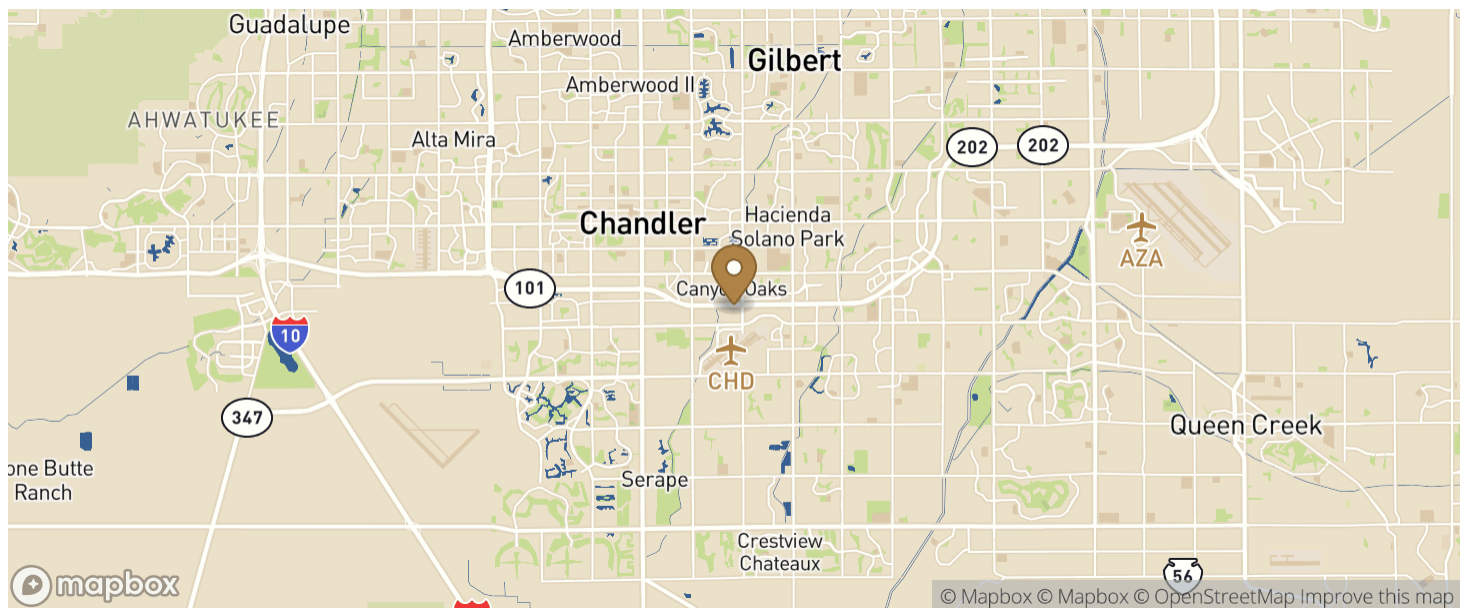 Guadalupe
Amberwood
Gilbert
Amberwood II
AHWATUKEE
Alta Mira
202
202
Hacienda
Solano Park
Chandler
AZA
101
Canyon Oaks
10
CHD
347
Queen Creek
one Butte
Ranch
Serape
Crestview
Chateaux
56
mapbox
© Mapbox © Mapbox © OpenStreetMap Improve this map